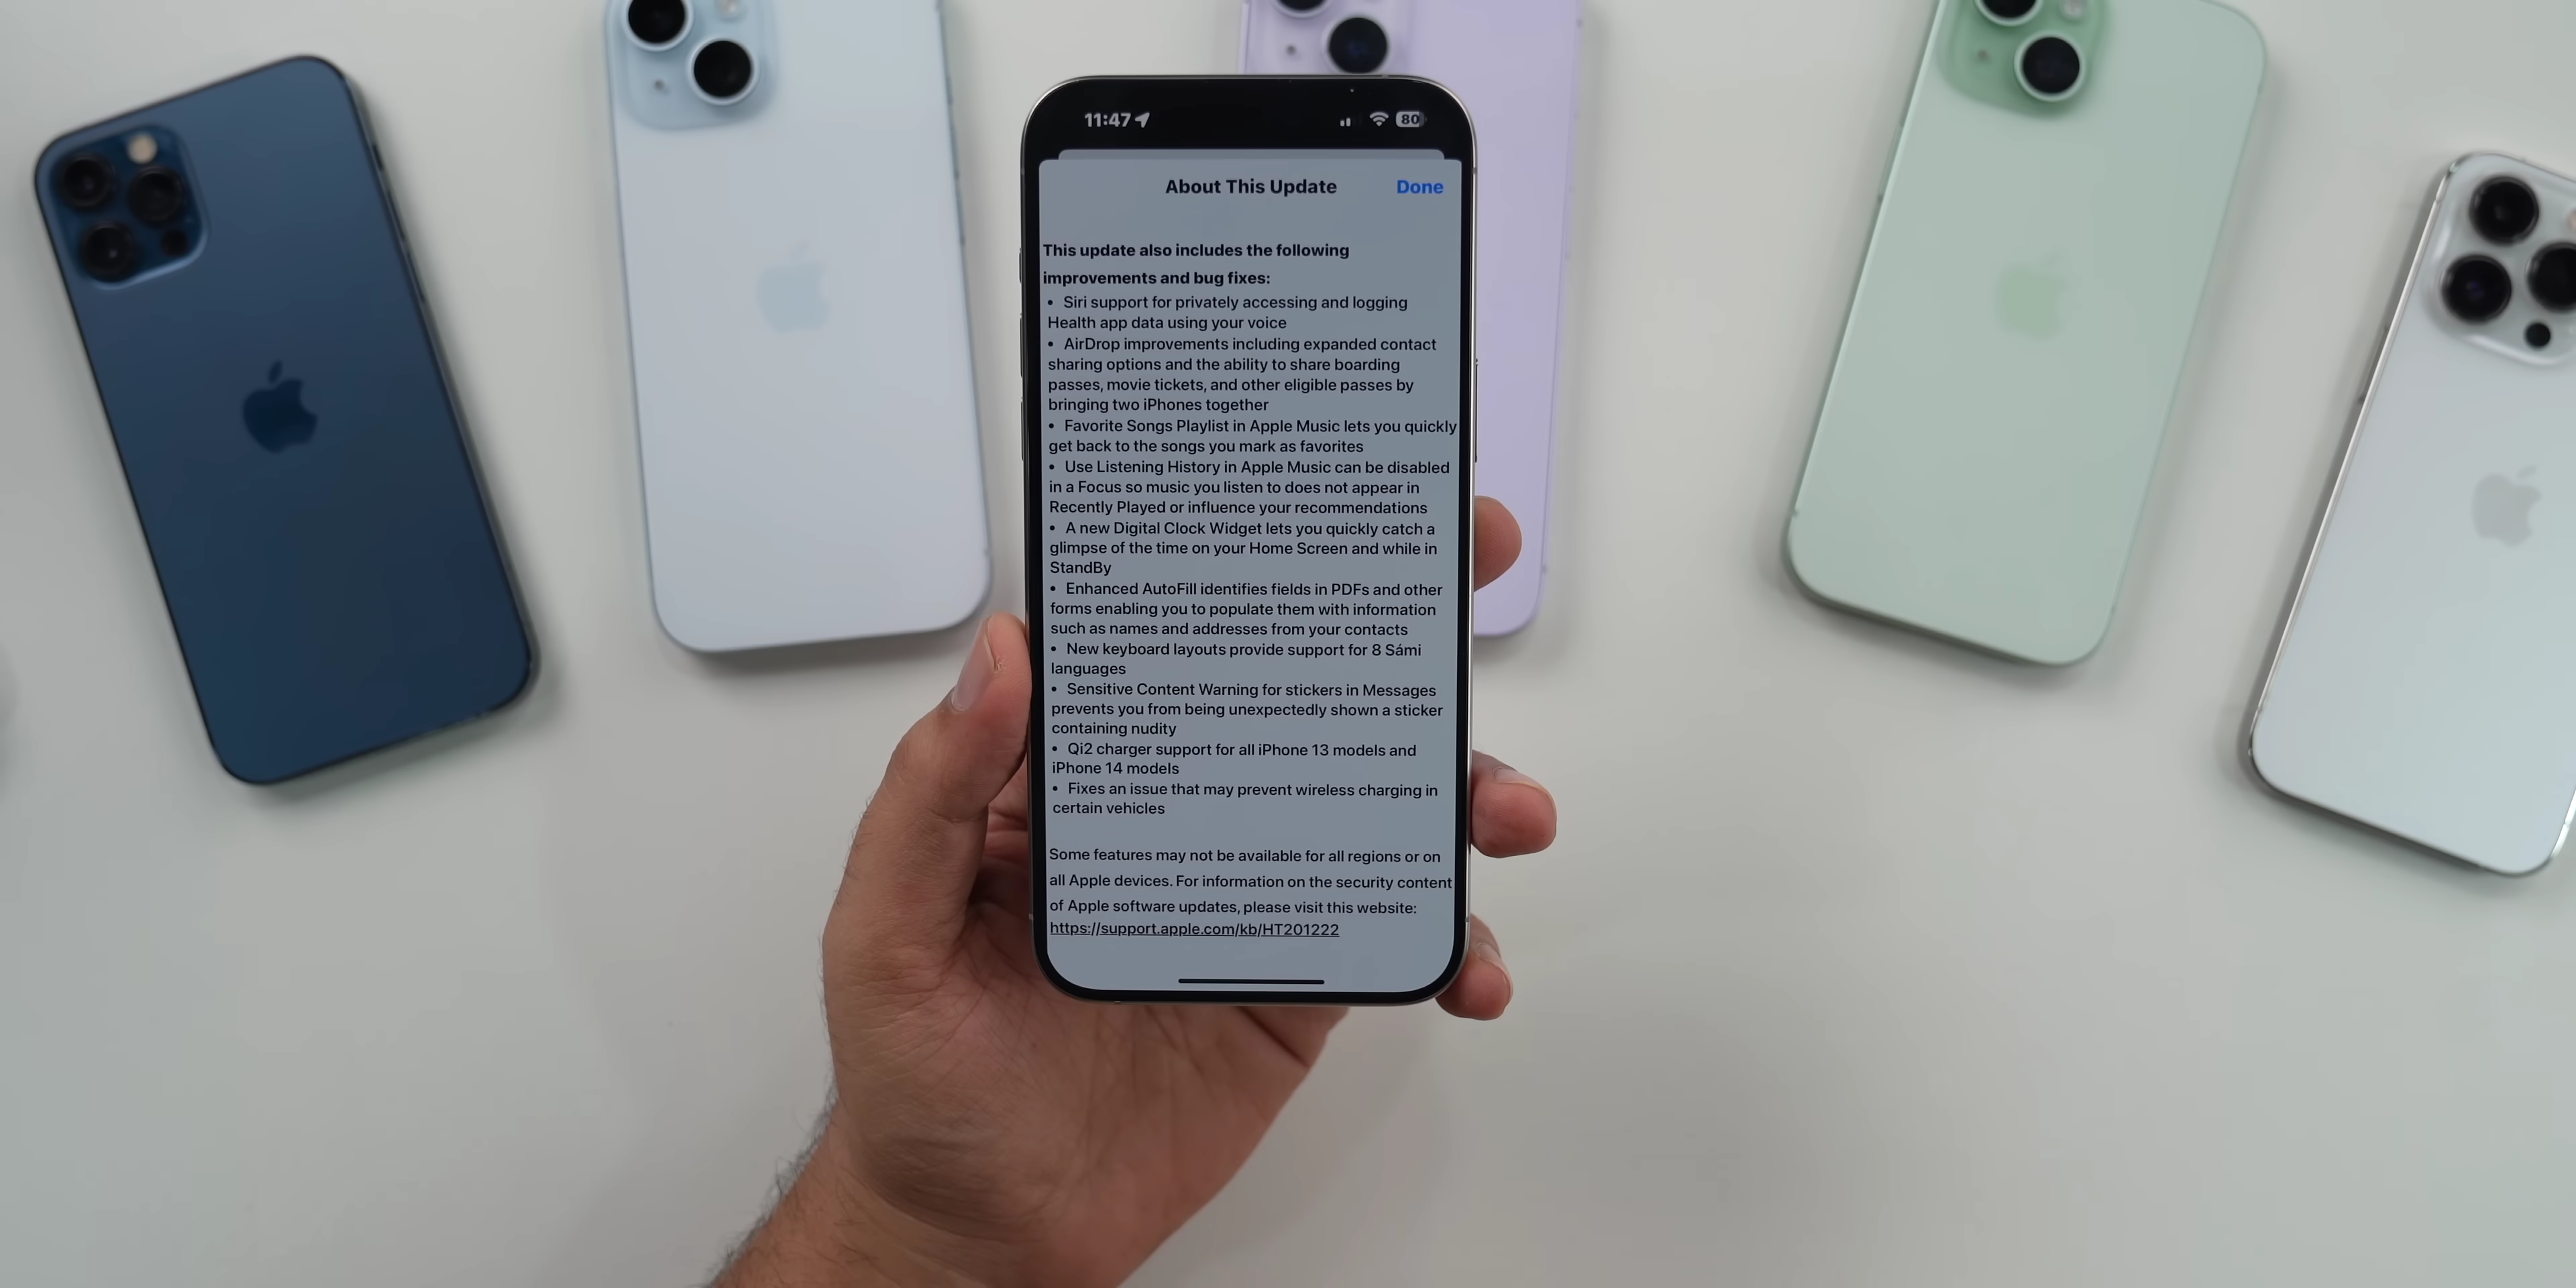 11:47
80
About This Update
Done
This update also includes the following
improvements and bug fixes:
• Siri support for privately accessing and logging
Health app data using your voice
• AirDrop improvements including expanded contact
sharing options and the ability to share boarding
passes, movie tickets, and other eligible passes by
bringing two iPhones together
• Favorite Songs Playlist in Apple Music lets you quickly
get back to the songs you mark as favorites
• Use Listening History in Apple Music can be disabled
in a Focus so music you listen to does not appear in
Recently Played or influence your recommendations
• A new Digital Clock Widget lets you quickly catch a
glimpse of the time on your Home Screen and while in
StandBy
• Enhanced AutoFill identifies fields in PDFs and other
forms enabling you to populate them with information
such as names and addresses from your contacts
• New keyboard layouts provide support for 8 Sámi
languages
• Sensitive Content Warning for stickers in Messages
prevents you from being unexpectedly shown a sticker
containing nudity
• Qi2 charger support for all iPhone 13 models and
iPhone 14 models
• Fixes an issue that may prevent wireless charging in
certain vehicles
Some features may not be available for all regions or on
all Apple devices. For information on the security content
of Apple software updates, please visit this website:
https://support.apple.com/kb/HT201222